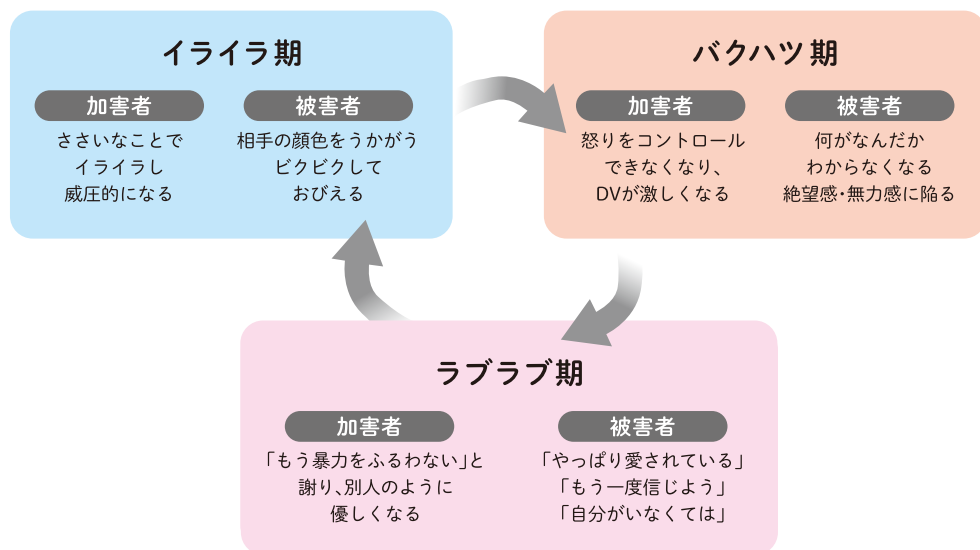 イライラ期
加害者
ささいなことで
イライラし
威圧的になる
被害者
相手の顔色をうかがう
ビクビクして
おびえる
バクハツ期
加害者
怒りをコントロール
できなくなり、
DVが激しくなる
被害者
何がなんだか
わからなくなる
絶望感・無力感に陥る
ラブラブ期
加害者
「もう暴力をふるわない」と
謝り、別人のように
優しくなる
被害者
「やっぱり愛されている」
「もう一度信じよう」
「自分がいなくては」